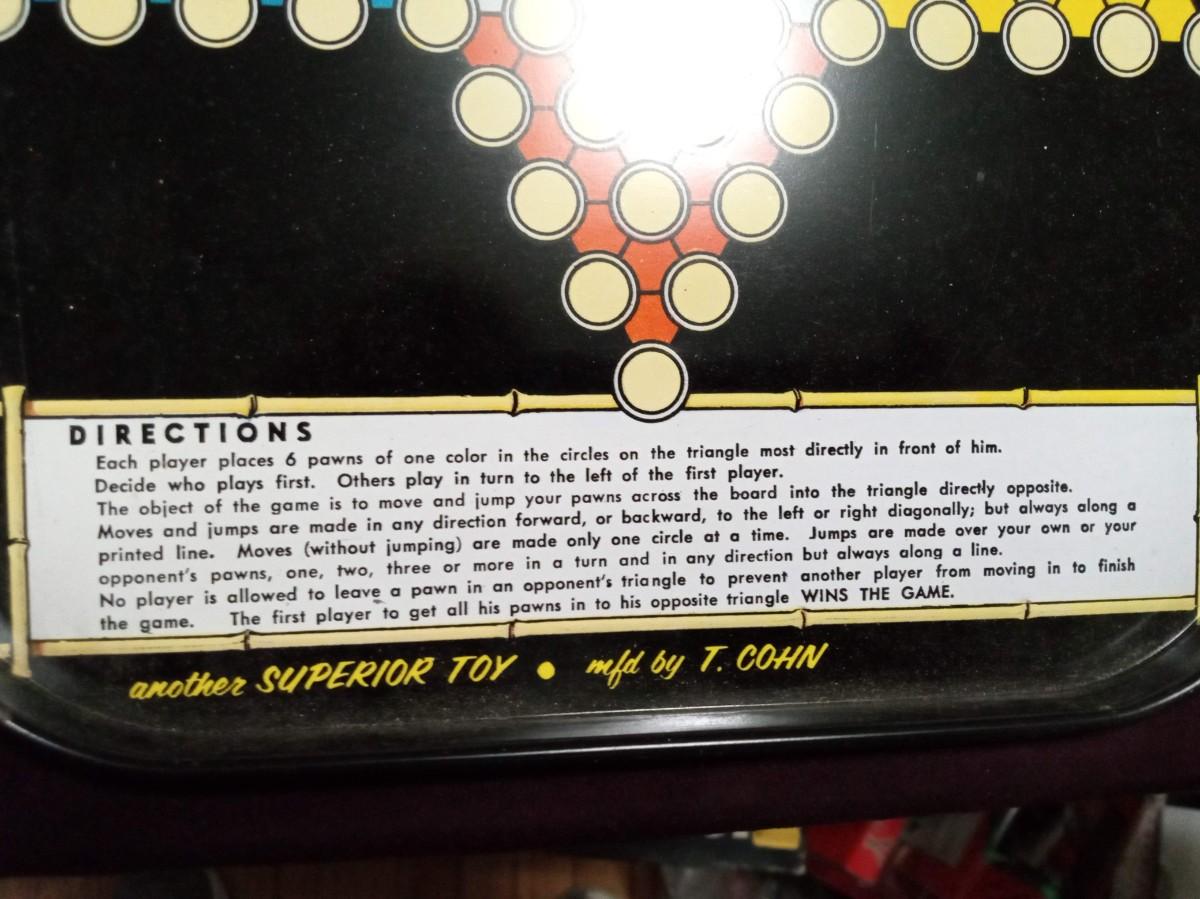 DIRECTIONS
Each player places 6 pawns of one color in the circles on the triangle most directly in front of him.
Decide who plays first. Others play in turn to the left of the first player.
The object of the game is to move and jump your pawns across the board into the triangle directly opposite.
Moves and jumps are made in any direction forward, or backward, to the left or right diagonally; but always along a
printed line. Moves (without jumping) are made only one circle at a time. Jumps are made over your own or your
opponent's pawns, one, two, three or more in a turn and in any direction but always along a line.
No player is allowed to leave a pawn in an opponent's triangle to prevent another player from moving in to finish
the game. The first player to get all his pawns in to his opposite triangle WINS THE GAME.
another SUPERIOR TOY • mfd by T. COHN